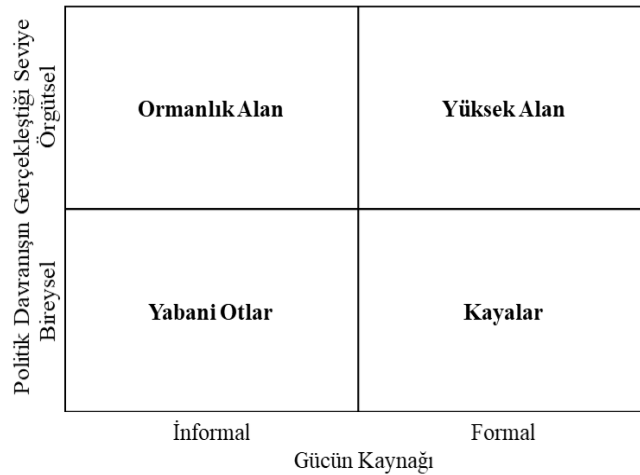 Politik Davranışın Gerçekleştiği Seviye
Örgütsel
Bireysel
Ormanlık Alan
Yüksek Alan
Yabani Otlar
Kayalar
İnformal
Formal
Gücün Kaynağı